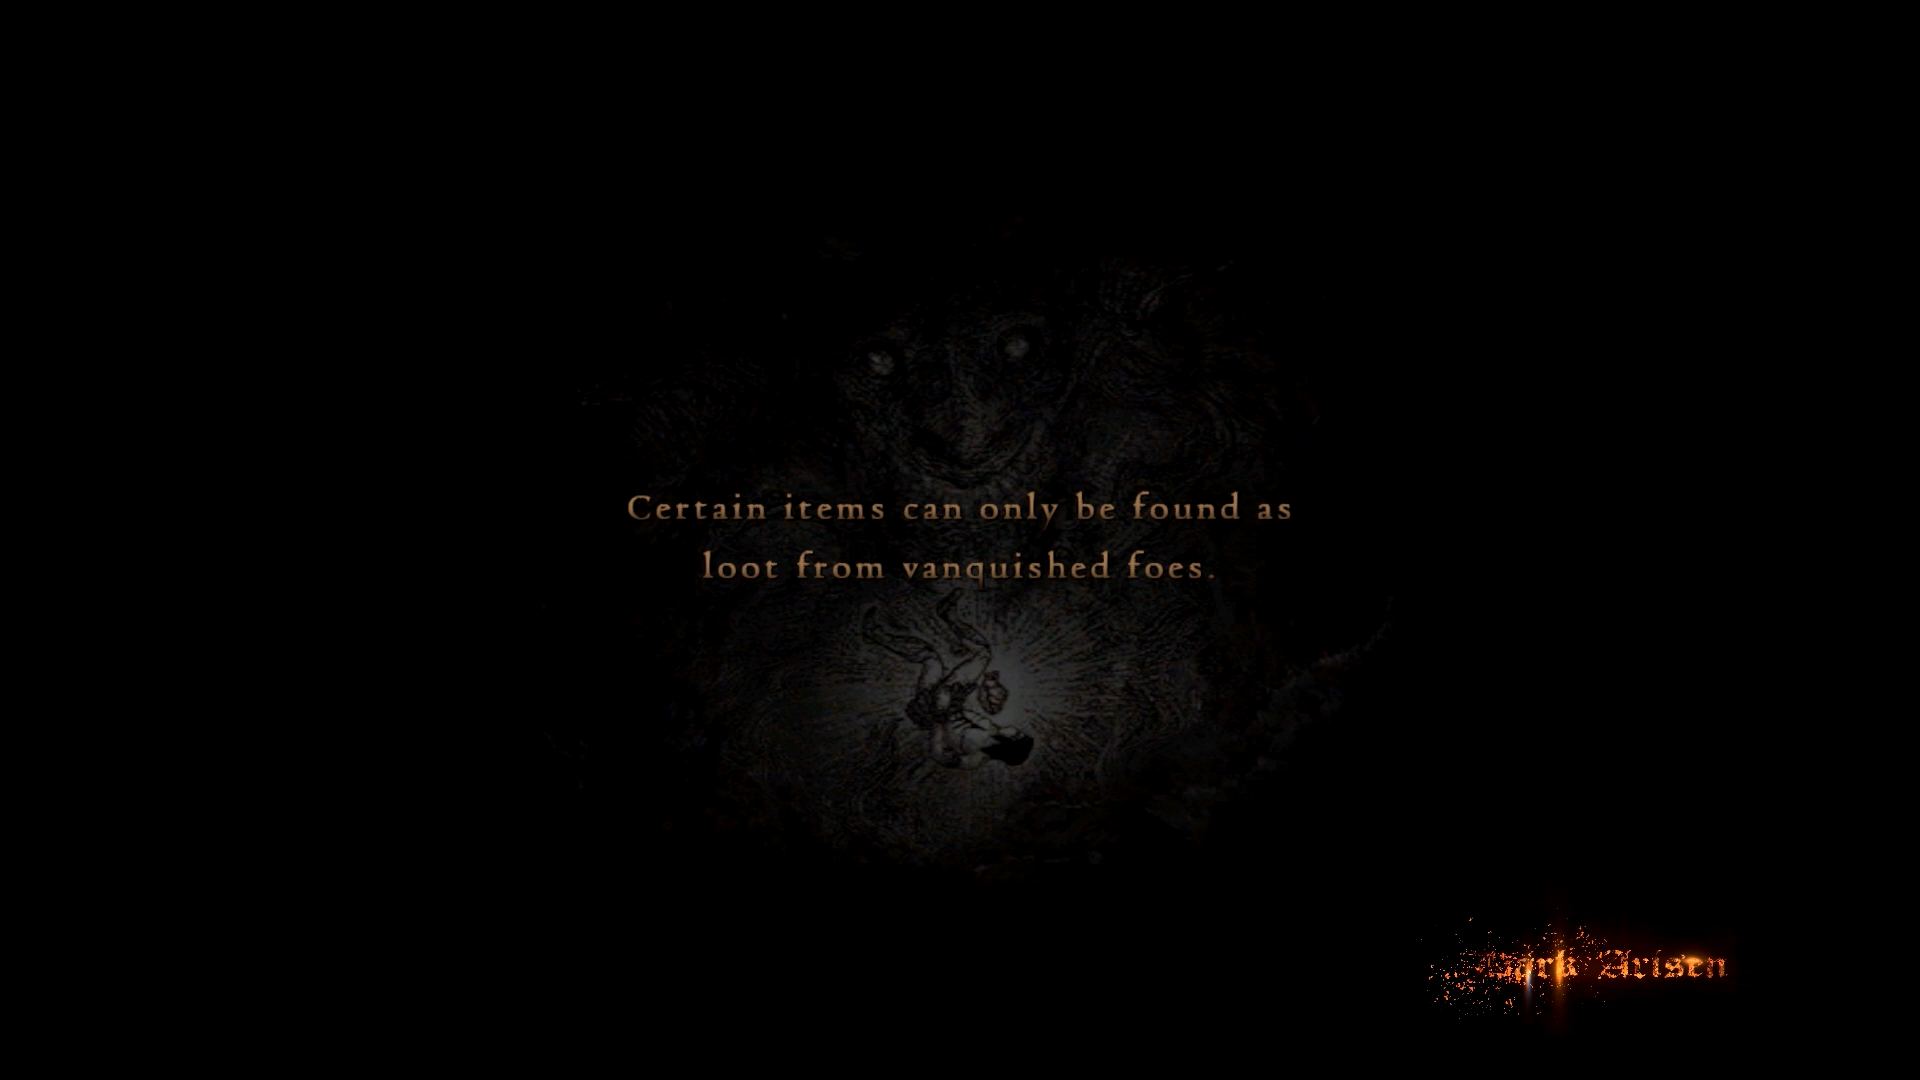 Certain items can only be found as
loot from vanquished foes.
Dark Arisen